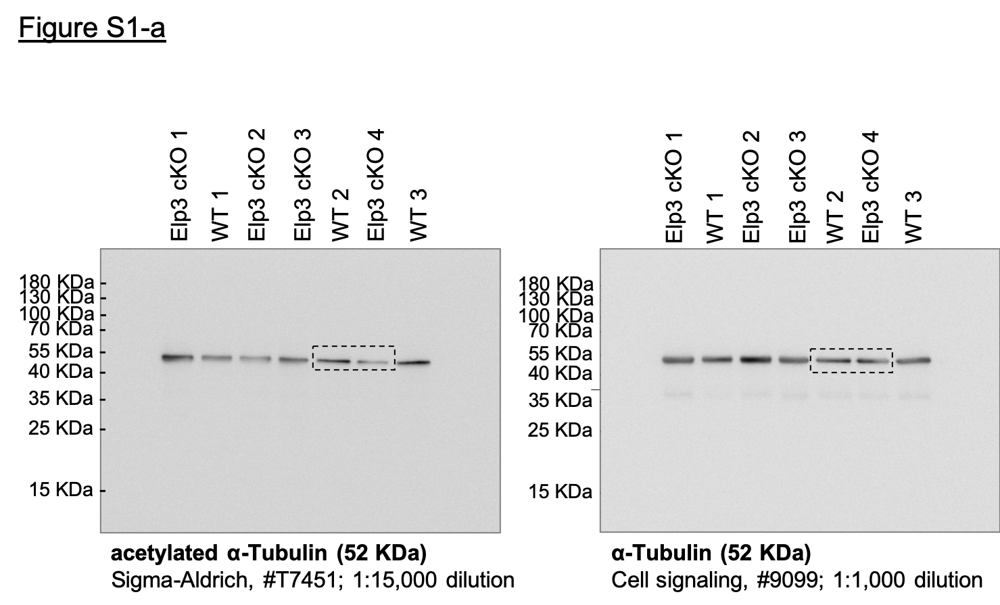 Figure S1-a
Elp3 cKO 1
WT 1
Elp3 cKO 2
Elp3 cKO 3
WT 2
Elp3 cKO 4
WT 3
180 KDa
130 KDa
100 KDa
70 KDa
55 KDa
40 KDa
35 KDa
25 KDa
15 KDa
acetylated α-Tubulin (52 KDa)
Sigma-Aldrich, #T7451; 1:15,000 dilution
Elp3 cKO 1
WT 1
Elp3 cKO 2
Elp3 cKO 3
WT 2
Elp3 cKO 4
WT 3
180 KDa
130 KDa
100 KDa
70 KDa
55 KDa
40 KDa
35 KDa
25 KDa
15 KDa
α-Tubulin (52 KDa)
Cell signaling, #9099; 1:1,000 dilution